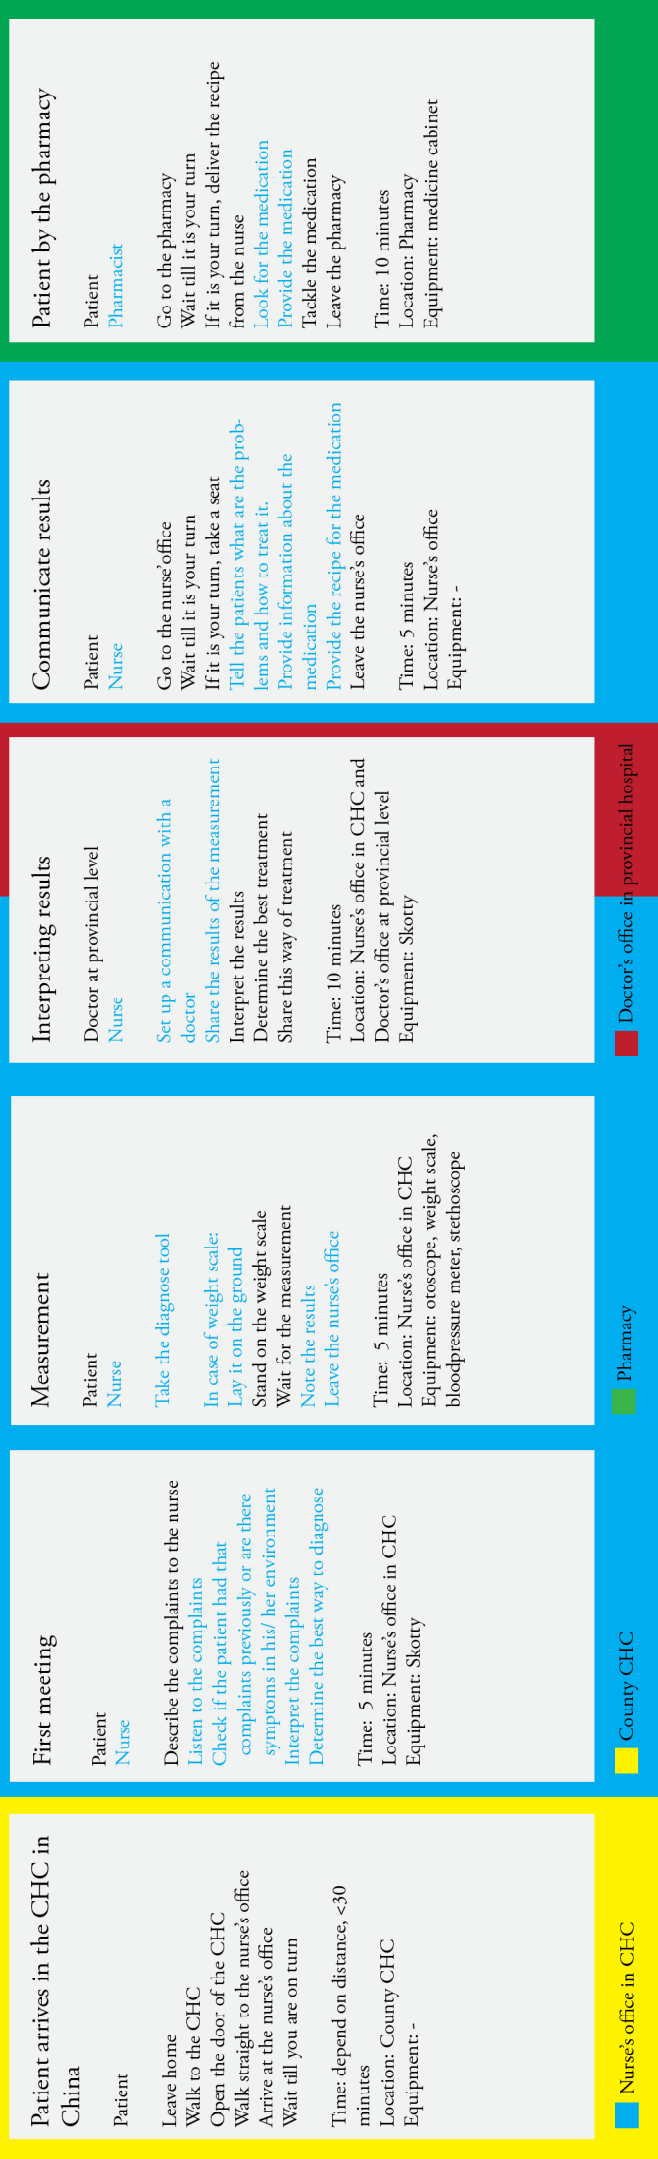 Patient arrives in the CHC in
China
Patient
Leave home
Walk to the CHC
Open the door of the CHC
Walk straight to the nurse's office
Arrive at the nurse's office
Wait till you are on turn
Time: depend on distance, <30
minutes
Location: County CHC
Equipment: -
First meeting
Patient
Nurse
Describe the complaints to the nurse
Listen to the complaints
Check if the patient had that
complaints previously or are there
symptoms in his/ her environment
Interpret the complaints
Determine the best way to diagnose
Time: 5 minutes
Location: Nurse's office in CHC
Equipment: Skotty
Measurement
Patient
Nurse
Take the diagnose tool
In case of weight scale:
Lay it on the ground
Stand on the weight scale
Wait for the measurement
Note the results
Leave the nurse's office
Time: 5 minutes
Location: Nurse's office in CHC
Equipment: otoscope, weight scale,
bloodpressure meter, stethoscope
Interpreting results
Doctor at provincial level
Nurse
Set up a communication with a
doctor
Share the results of the measurement
Interpret the results
Determine the best treatment
Share this way of treatment
Time: 10 minutes
Location: Nurse's office in CHC and
Doctor's office at provincial level
Equipment: Skotty
Communicate results
Patient
Nurse
Go to the nurse'office
Wait till it is your turn
If it is your turn, take a seat
Tell the patients what are the prob-
lems and how to treat it.
Provide information about the
medication
Provide the recipe for the medication
Leave the nurse's office
Time: 5 minutes
Location: Nurse's office
Equipment: -
Patient by the pharmacy
Patient
Pharmacist
Go to the pharmacy
Wait till it is your turn
If it is your turn, deliver the recipe
from the nurse
Look for the medication
Provide the medication
Tackle the medication
Leave the pharmacy
Time: 10 minutes
Location: Pharmacy
Equipment: medicine cabinet
Nurse's office in CHC
County CHC
Pharmacy
Doctor's office in provincial hospital